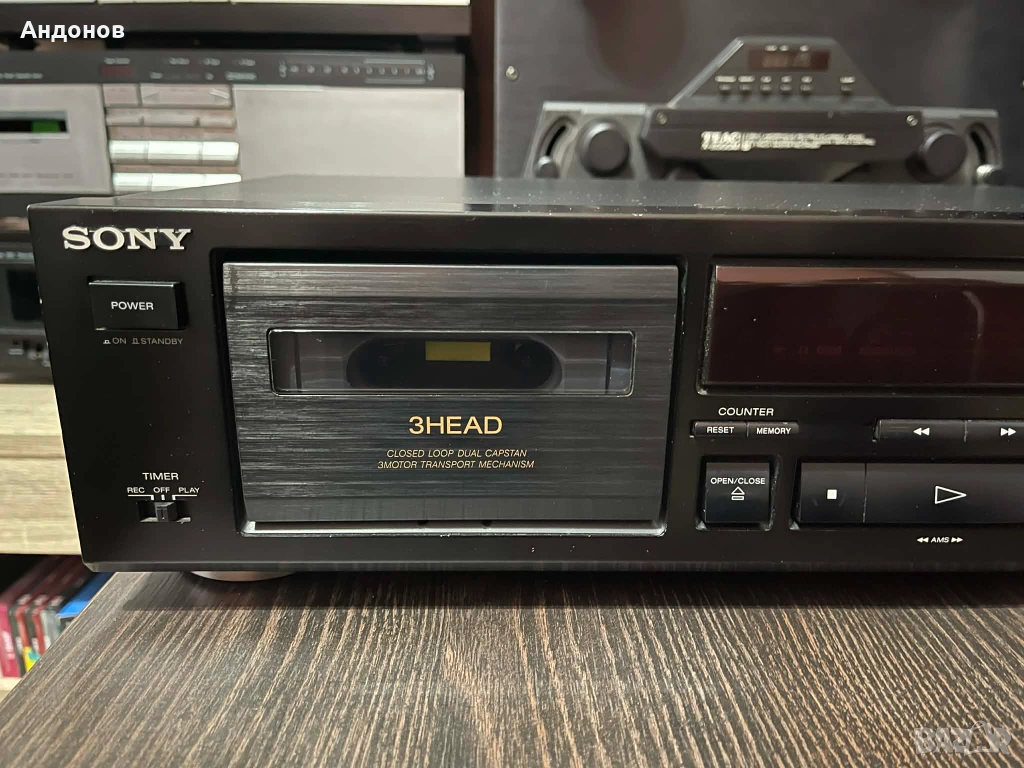 Андонов
TEAC
SONY
POWER
ON STANDBY
TIMER
REC OFF PLAY
3HEAD
CLOSED LOOP DUAL CAPSTAN
3MOTOR TRANSPORT MECHANISM
COUNTER
RESET MEMORY
OPEN/CLOSE
AMS
BAZAR